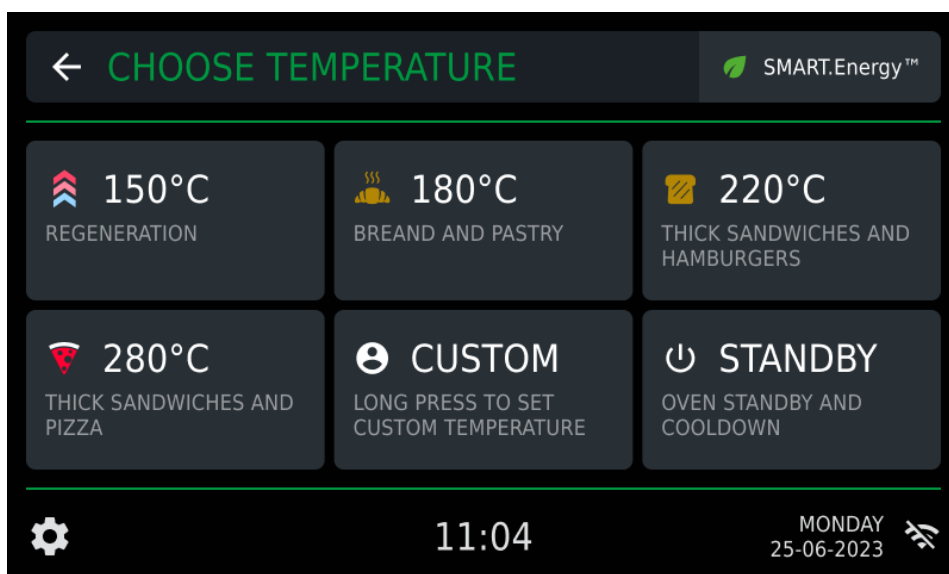 CHOOSE TEMPERATURE
SMART.Energy™
150°C
REGENERATION
180°C
BREAND AND PASTRY
220°C
THICK SANDWICHES AND
HAMBURGERS
280°C
THICK SANDWICHES AND
PIZZA
CUSTOM
LONG PRESS TO SET
CUSTOM TEMPERATURE
STANDBY
OVEN STANDBY AND
COOLDOWN
11:04
MONDAY
25-06-2023